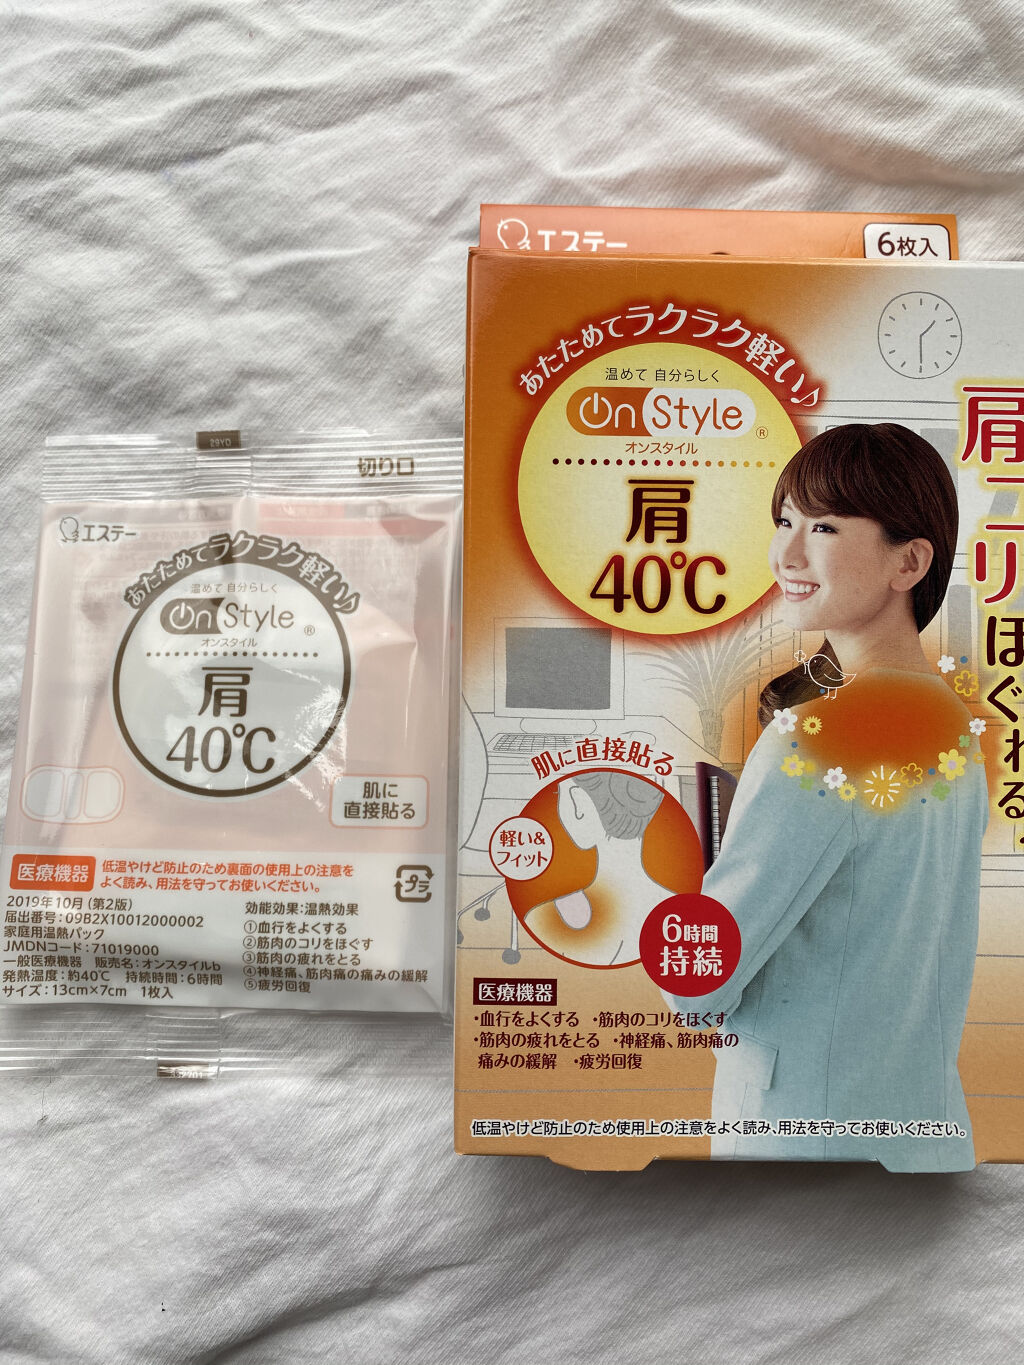 29YO
切り口
エステー
あたためてラクラク軽い♪
温めて 自分らしく
On Style®
オンスタイル
肩
40℃
肌に
直接貼る
医療機器
低温やけど防止のため裏面の使用上の注意を
よく読み、用法を守ってお使いください。
プラ
2019年10月(第2版)
届出番号:09B2X10012000002
家庭用温熱パック
JMDNコード:71019000
一般医療機器 販売名:オンスタイルb
発熱温度:約40℃ 持続時間:6時間
サイズ:13cm×7cm 1枚入
効能効果:温熱効果
①血行をよくする
②筋肉のコリをほぐす
③筋肉の疲れをとる
④神経痛、筋肉痛の痛みの緩解
⑤疲労回復
エステー
6枚入
あたためてラクラク軽い♪
温めて 自分らしく
On Style®
オンスタイル
肩
40℃
肩コリほぐれる
肌に直接貼る
軽い&
フィット
6時間
持続
医療機器
・血行をよくする ・筋肉のコリをほぐす
・筋肉の疲れをとる ・神経痛、筋肉痛の
痛みの緩解 ・疲労回復
低温やけど防止のため使用上の注意をよく読み、用法を守ってお使いください。